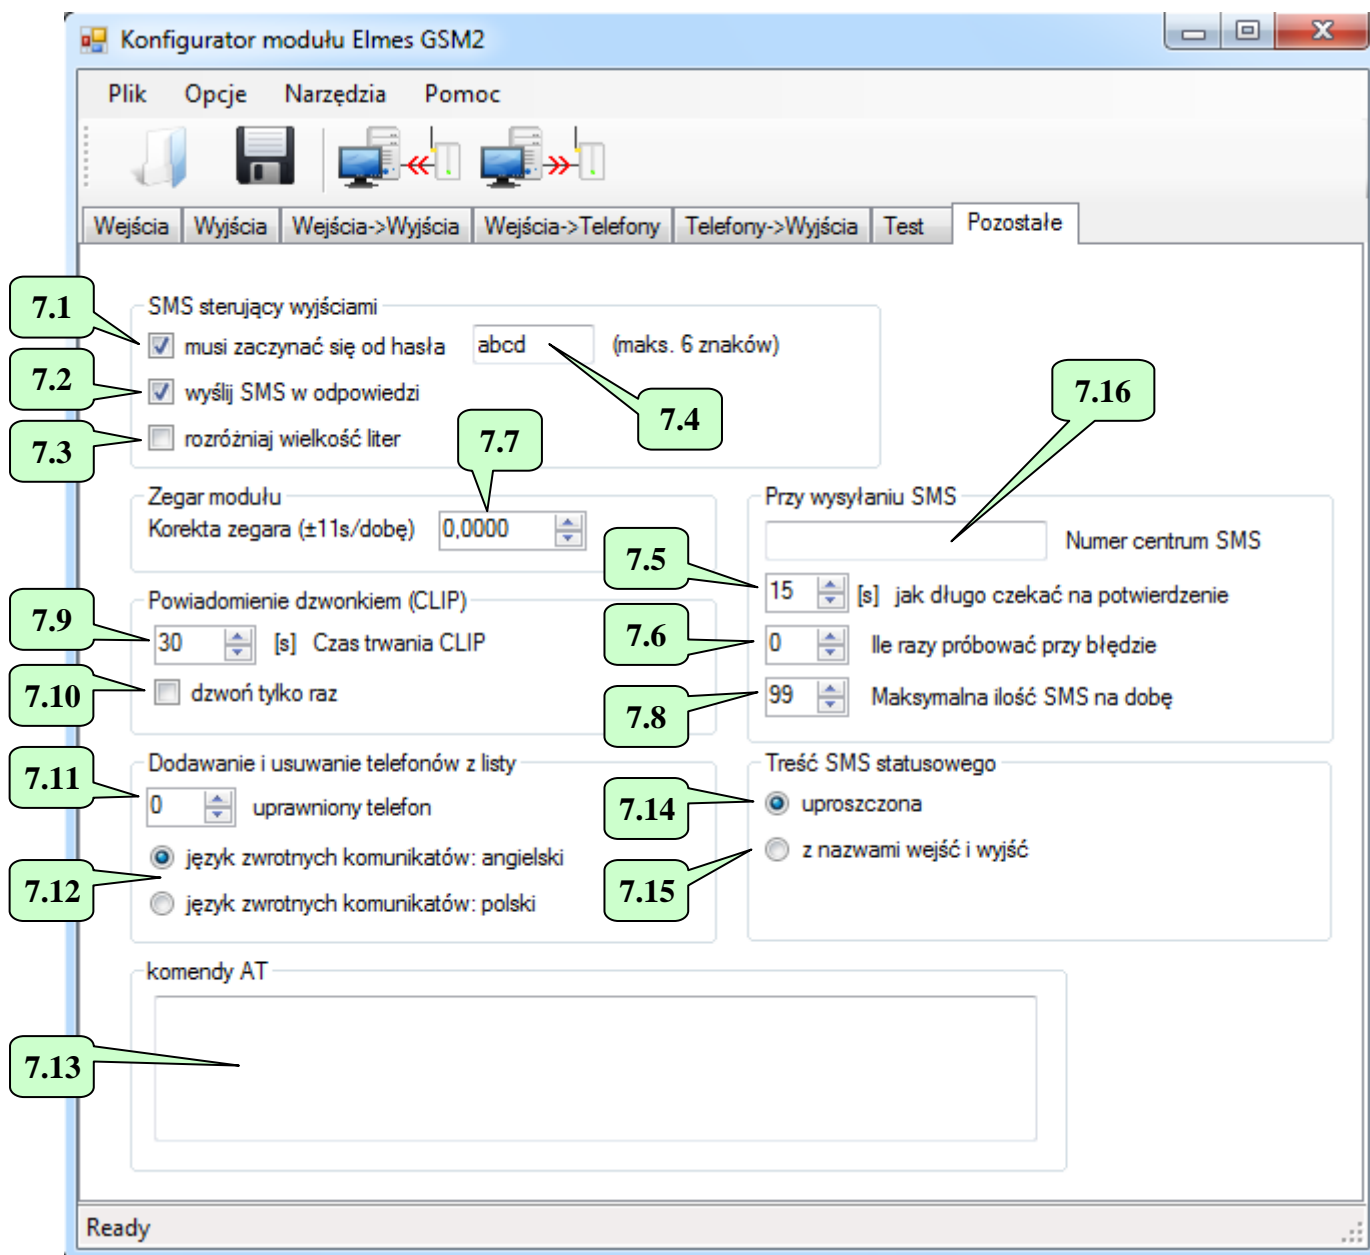 Konfigurator modułu Elmes GSM2
Plik Opcje Narzędzia Pomoc
Wejścia Wyjścia Wejścia->Wyjścia Wejścia->Telefony Telefony->Wyjścia Test Pozostałe
7.1
SMS sterujący wyjściami
musi zaczynać się od hasła abcd (maks. 6 znaków)
7.2
wyślij SMS w odpowiedzi
7.4
7.16
7.3
rozróżniaj wielkość liter
7.7
Zegar modułu
Korekta zegara (±11s/dobę) 0,0000
Przy wysyłaniu SMS
Numer centrum SMS
7.5
15 [s] jak długo czekać na potwierdzenie
7.6
0 Ile razy próbować przy błędzie
7.8
99 Maksymalna ilość SMS na dobę
Powiadomienie dzwonkiem (CLIP)
7.9
30 [s] Czas trwania CLIP
7.10
dzwoń tylko raz
Dodawanie i usuwanie telefonów z listy
7.11
0 uprawniony telefon
7.12
język zwrotnych komunikatów: angielski
język zwrotnych komunikatów: polski
Treść SMS statusowego
7.14
uproszczona
7.15
z nazwami wejść i wyjść
komendy AT
7.13
Ready